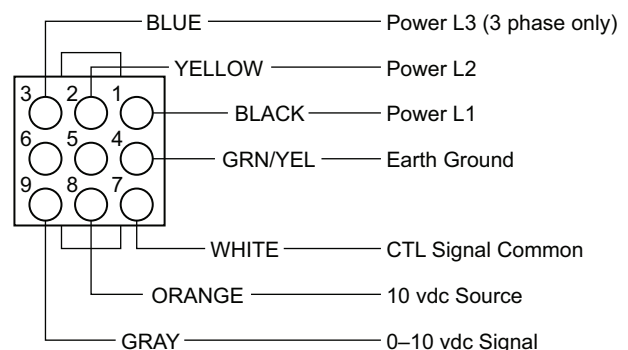 BLUE Power L3 (3 phase only)
YELLOW Power L2
3 2 1
BLACK Power L1
6 5 4
GRN/YEL Earth Ground
9 8 7
WHITE CTL Signal Common
ORANGE 10 vdc Source
GRAY 0–10 vdc Signal